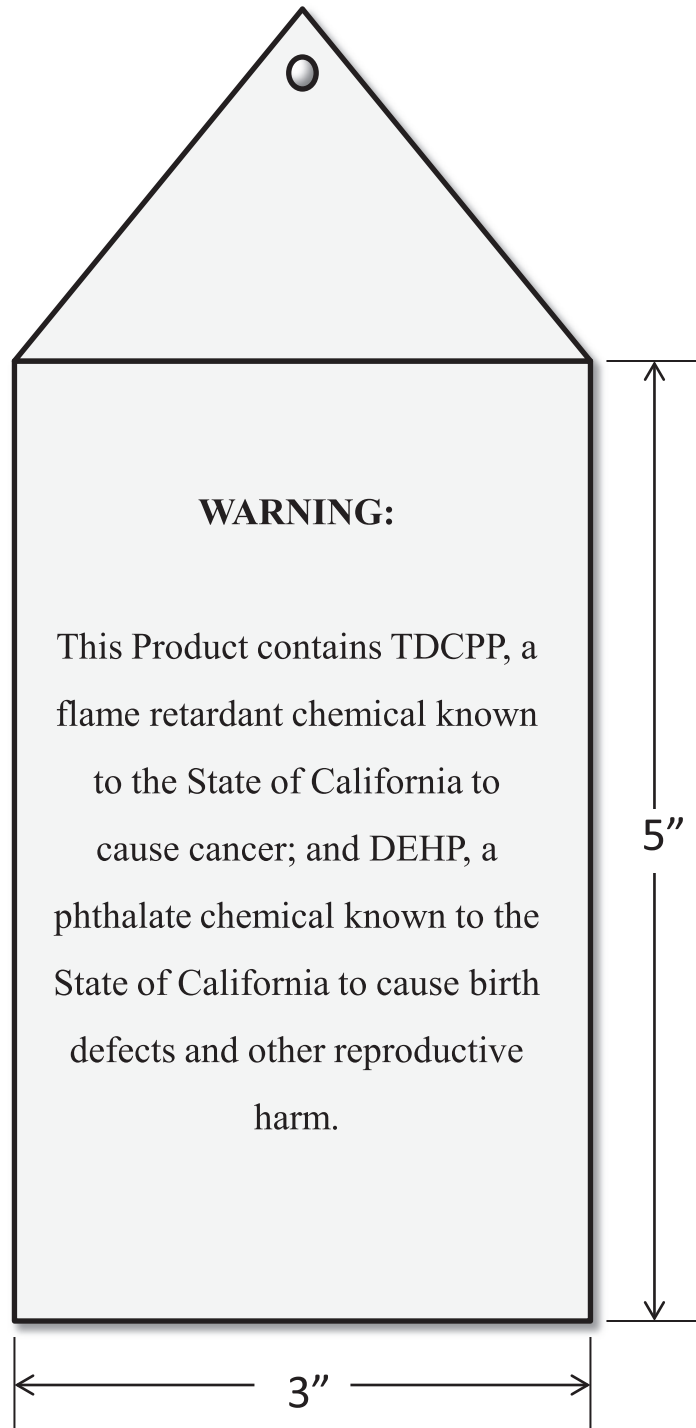 WARNING:
This Product contains TDCPP, a
flame retardant chemical known
to the State of California to
cause cancer; and DEHP, a
phthalate chemical known to the
State of California to cause birth
defects and other reproductive
harm.
5”
3”